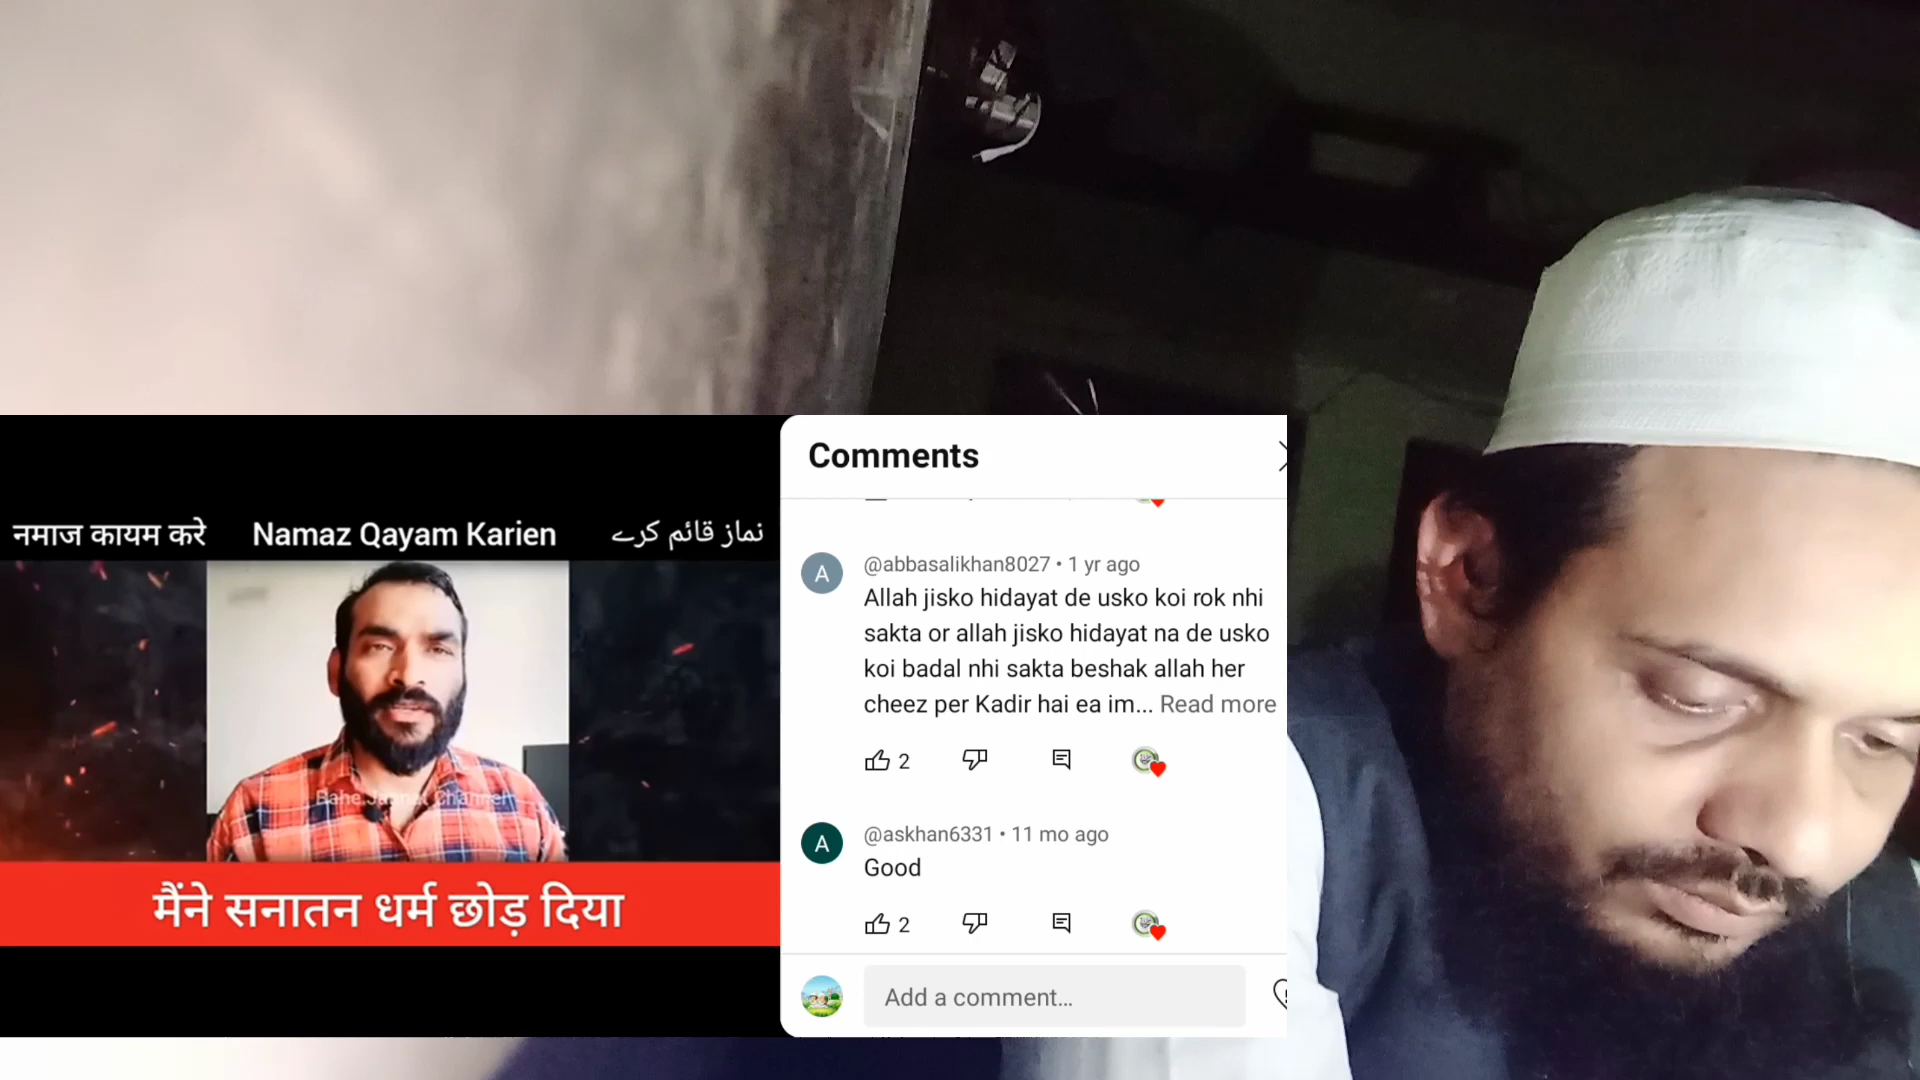 नमाज कायम करे Namaz Qayam Karien نماز قائم کرے
Rahe Jannat Channel
मैंने सनातन धर्म छोड़ दिया
Comments
@abbasalikhan8027 • 1 yr ago
Allah jisko hidayat de usko koi rok nhi
sakta or allah jisko hidayat na de usko
koi badal nhi sakta beshak allah her
cheez per Kadir hai ea im... Read more
2
@askhan6331 • 11 mo ago
Good
2
Add a comment...